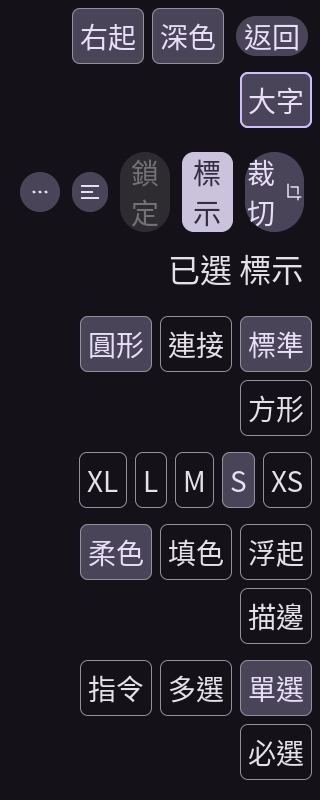 返回 深色 右起
大字
裁切 標示 鎖定 ···
已選 標示
標準 連接 圓形
方形
XS S M L XL
浮起 填色 柔色
描邊
單選 多選 指令
必選